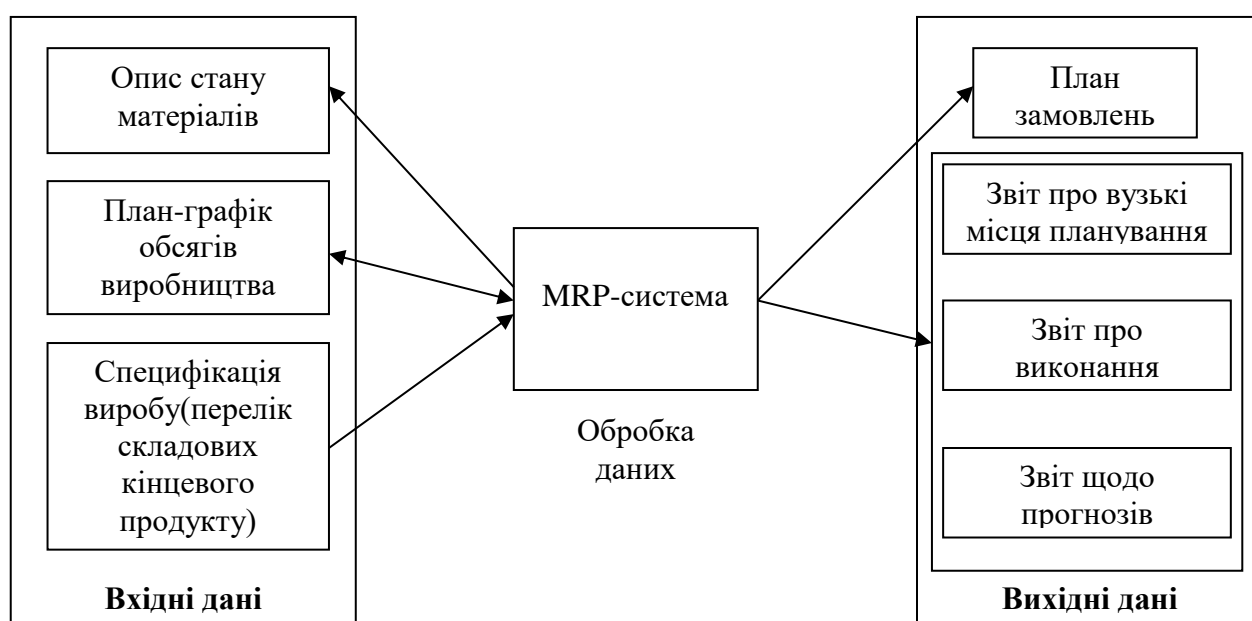 Опис стану
матеріалів
План-графік
обсягів
виробництва
Специфікація
виробу(перелік
складових
кінцевого
продукту)
Вхідні дані
MRP-система
Обробка
даних
План
замовлень
Звіт про вузькі
місця планування
Звіт про
виконання
Звіт щодо
прогнозів
Вихідні дані